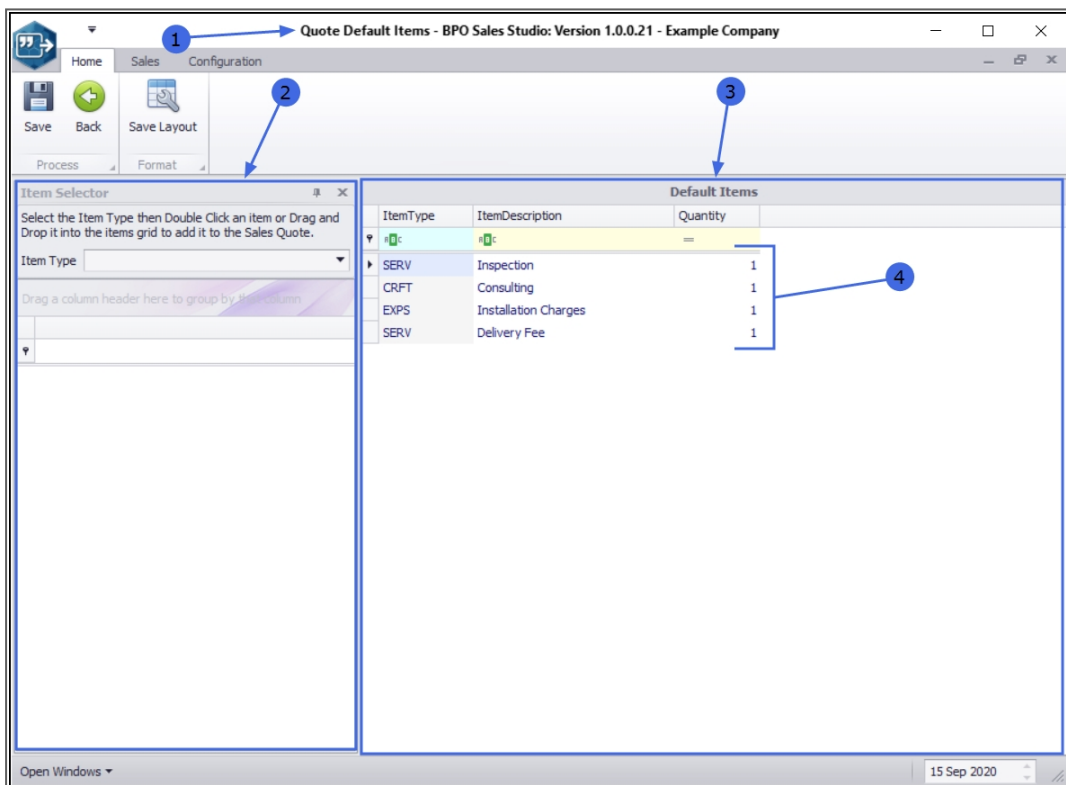 1
Quote Default Items - BPO Sales Studio: Version 1.0.0.21 - Example Company
Home Sales Configuration
2
3
Save Back Save Layout
Process Format
Item Selector
Select the Item Type then Double Click an item or Drag and
Drop it into the items grid to add it to the Sales Quote.
Item Type
Drag a column header here to group by that column
Default Items
ItemType ItemDescription Quantity
=
SERV Inspection 1
CRFT Consulting 1
EXPS Installation Charges 1
SERV Delivery Fee 1
4
Open Windows
15 Sep 2020